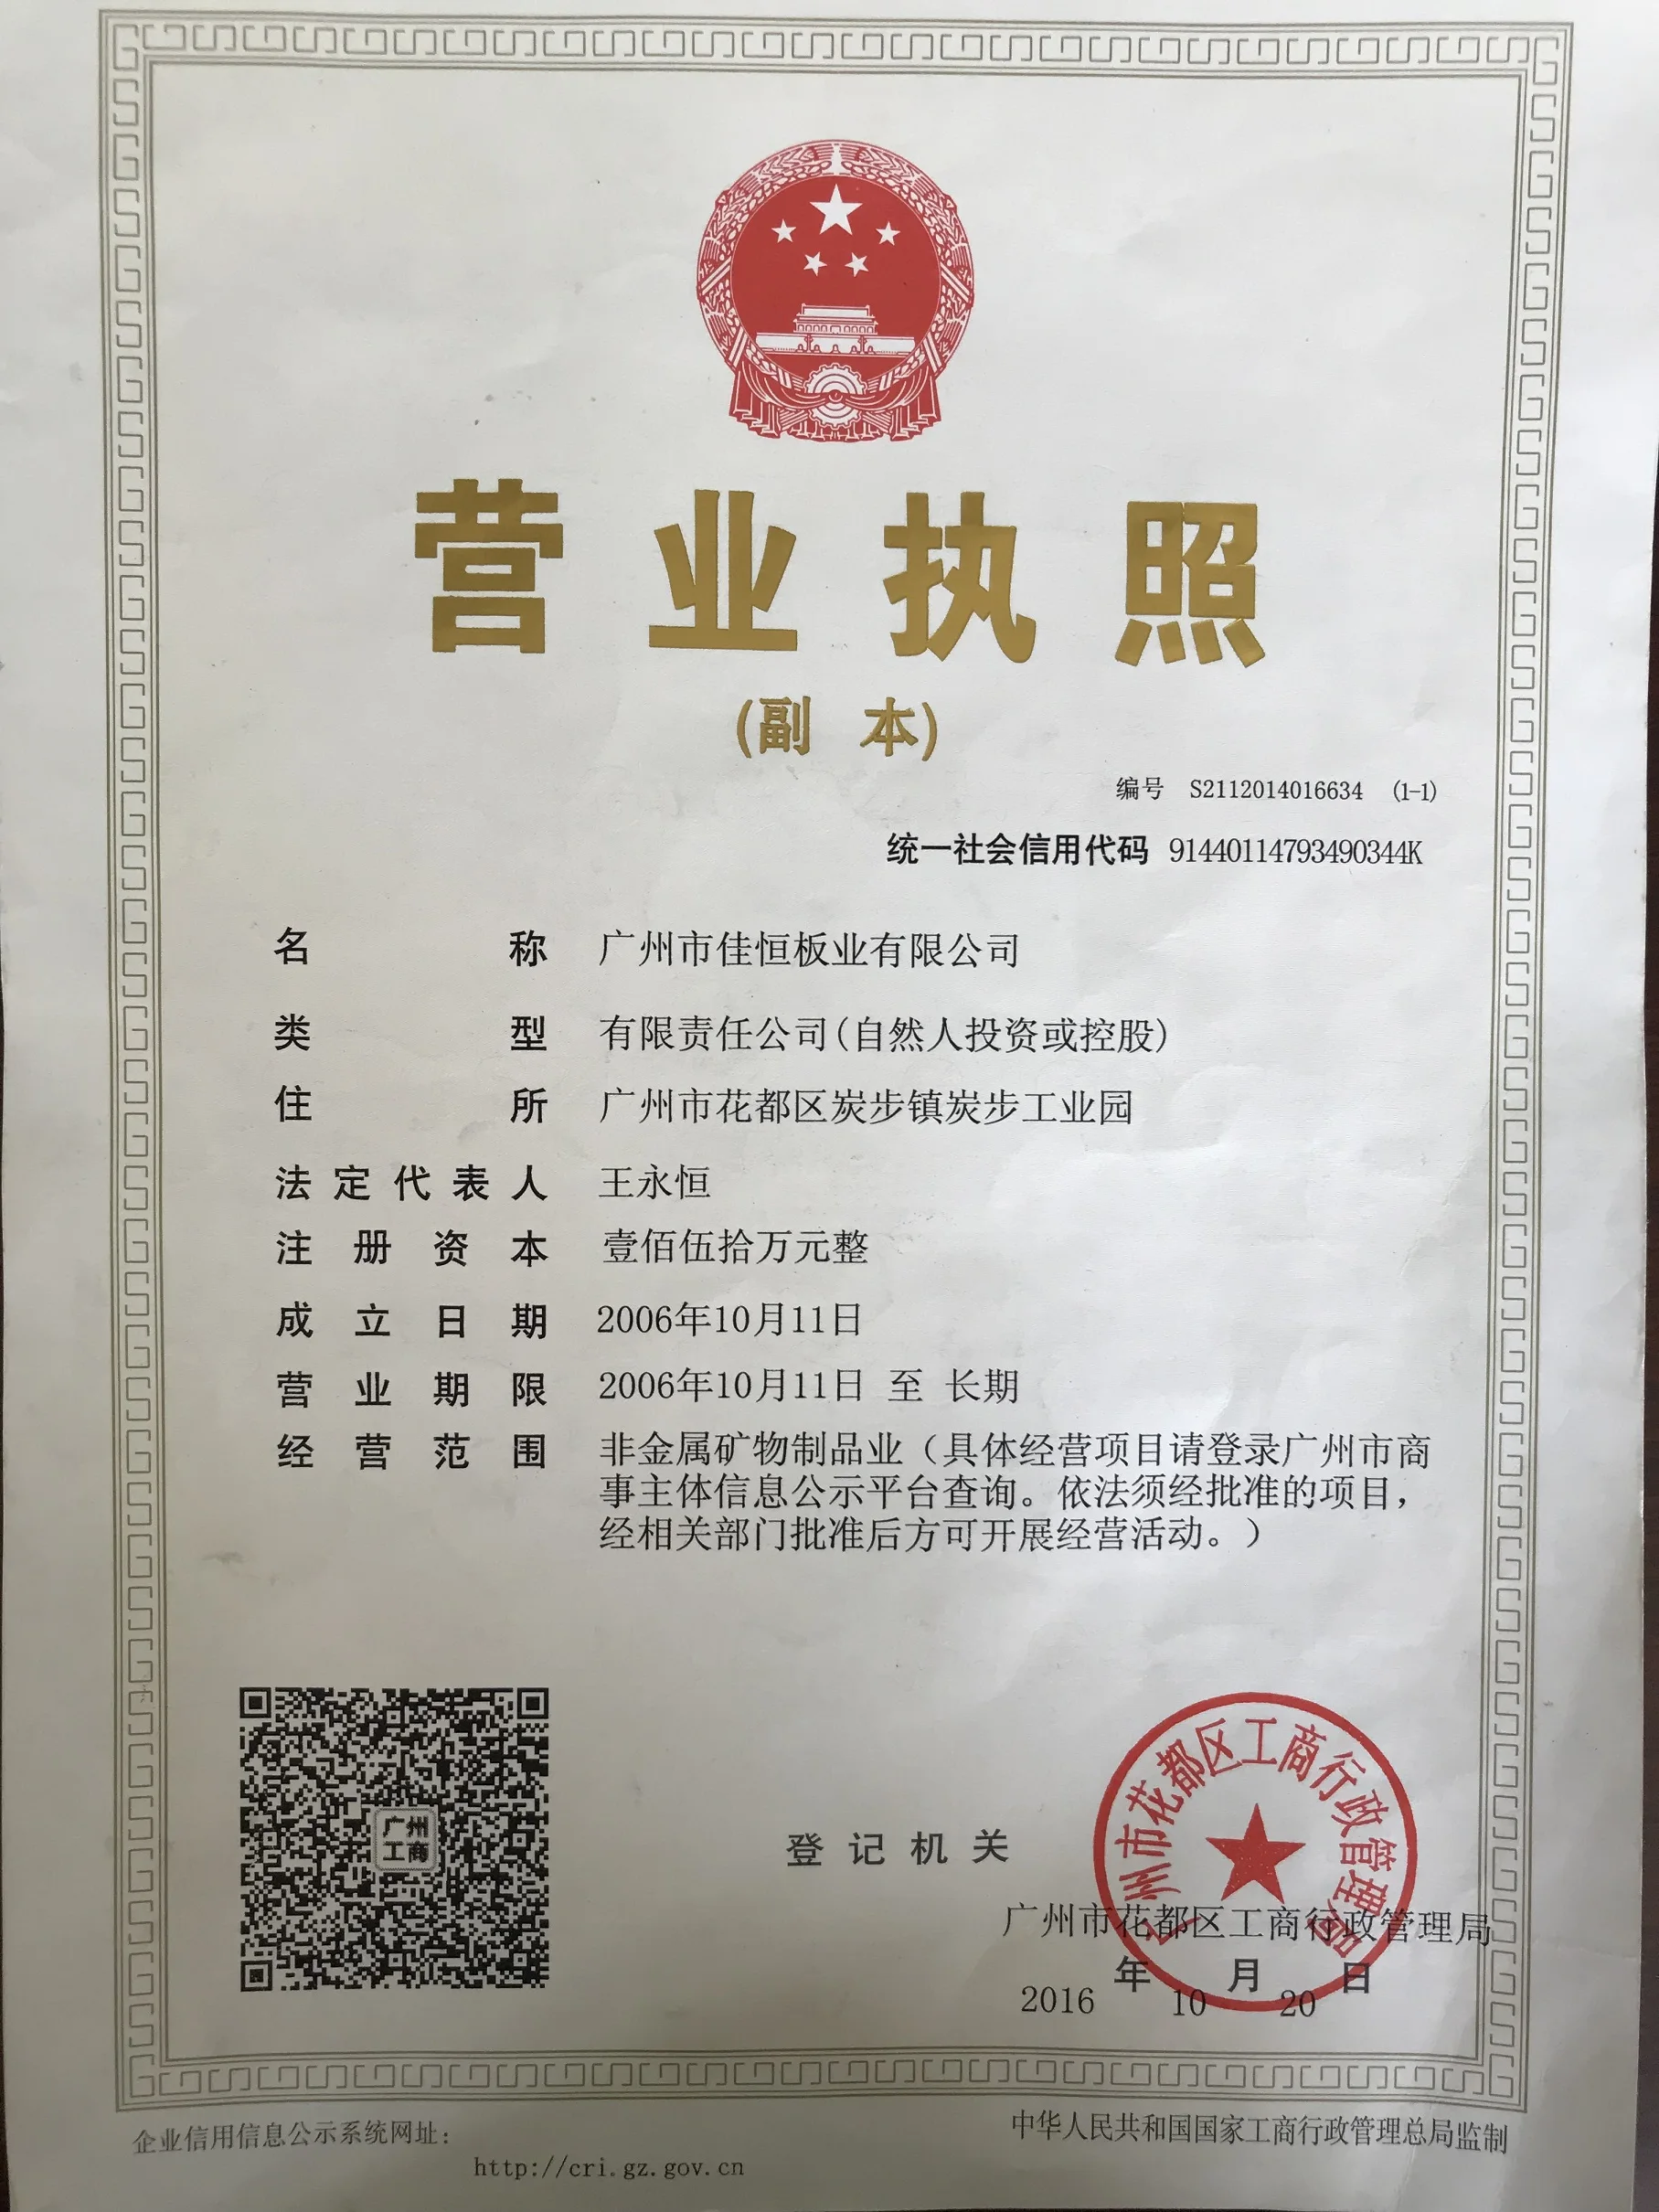 营业执照
(副 本)
编号 S2112014016634 (1-1)
统一社会信用代码 91440114793490344K
名称 广州市佳恒板业有限公司
类型 有限责任公司(自然人投资或控股)
住所 广州市花都区炭步镇炭步工业园
法定代表人 王永恒
注册资本 壹佰伍拾万元整
成立日期 2006年10月11日
营业期限 2006年10月11日 至 长期
经营范围 非金属矿物制品业（具体经营项目请登录广州市商
事主体信息公示平台查询。依法须经批准的项目，
经相关部门批准后方可开展经营活动。）
广州
工商
登记机关
广州市花都区工商行政管理局
广州市花都区工商行政管理局
2016年10月20日
企业信用信息公示系统网址：
http://cri.gz.gov.cn
中华人民共和国国家工商行政管理总局监制